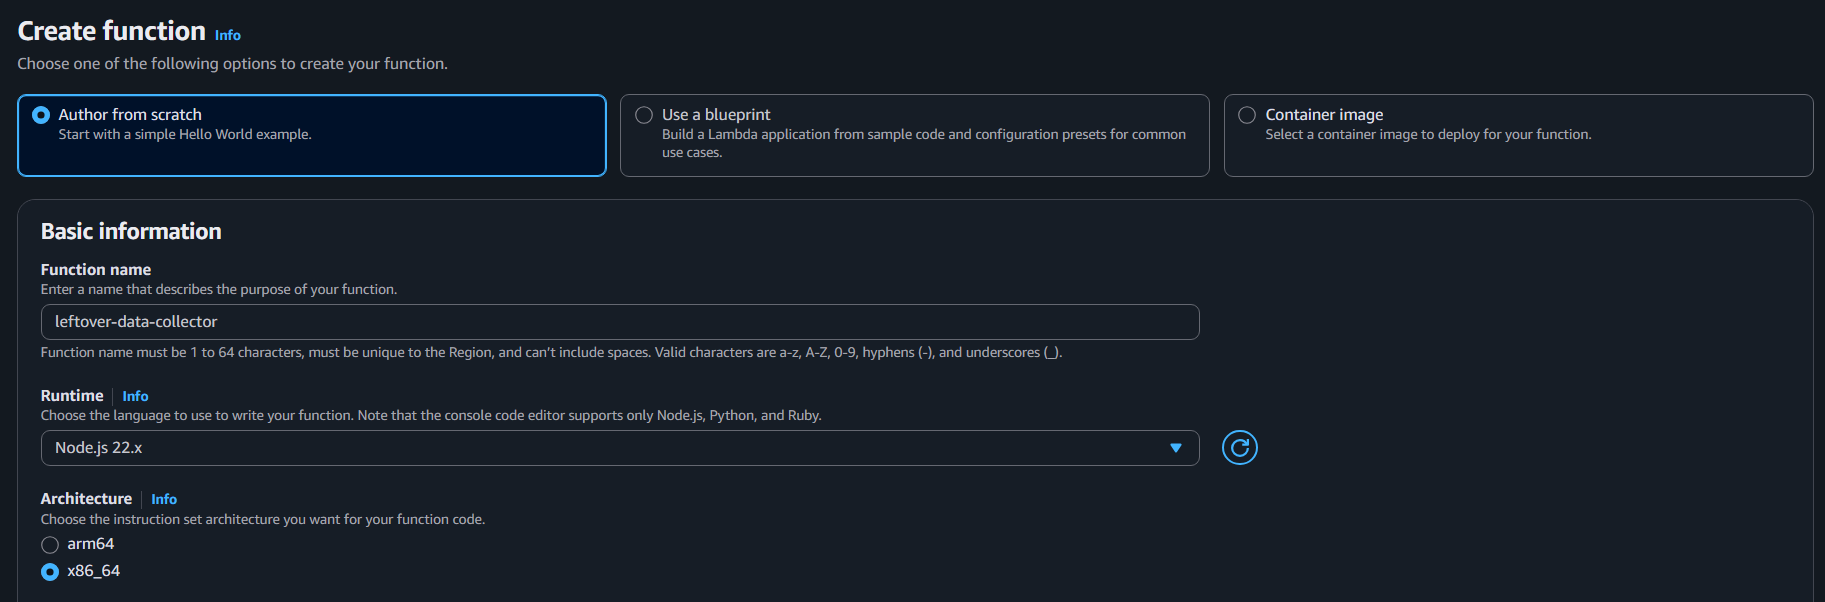 Create function Info
Choose one of the following options to create your function.
Author from scratch
Start with a simple Hello World example.
Use a blueprint
Build a Lambda application from sample code and configuration presets for common
use cases.
Container image
Select a container image to deploy for your function.
Basic information
Function name
Enter a name that describes the purpose of your function.
leftover-data-collector
Function name must be 1 to 64 characters, must be unique to the Region, and can't include spaces. Valid characters are a-z, A-Z, 0-9, hyphens (-), and underscores (_).
Runtime Info
Choose the language to use to write your function. Note that the console code editor supports only Node.js, Python, and Ruby.
Node.js 22.x
Architecture Info
Choose the instruction set architecture you want for your function code.
arm64
x86_64